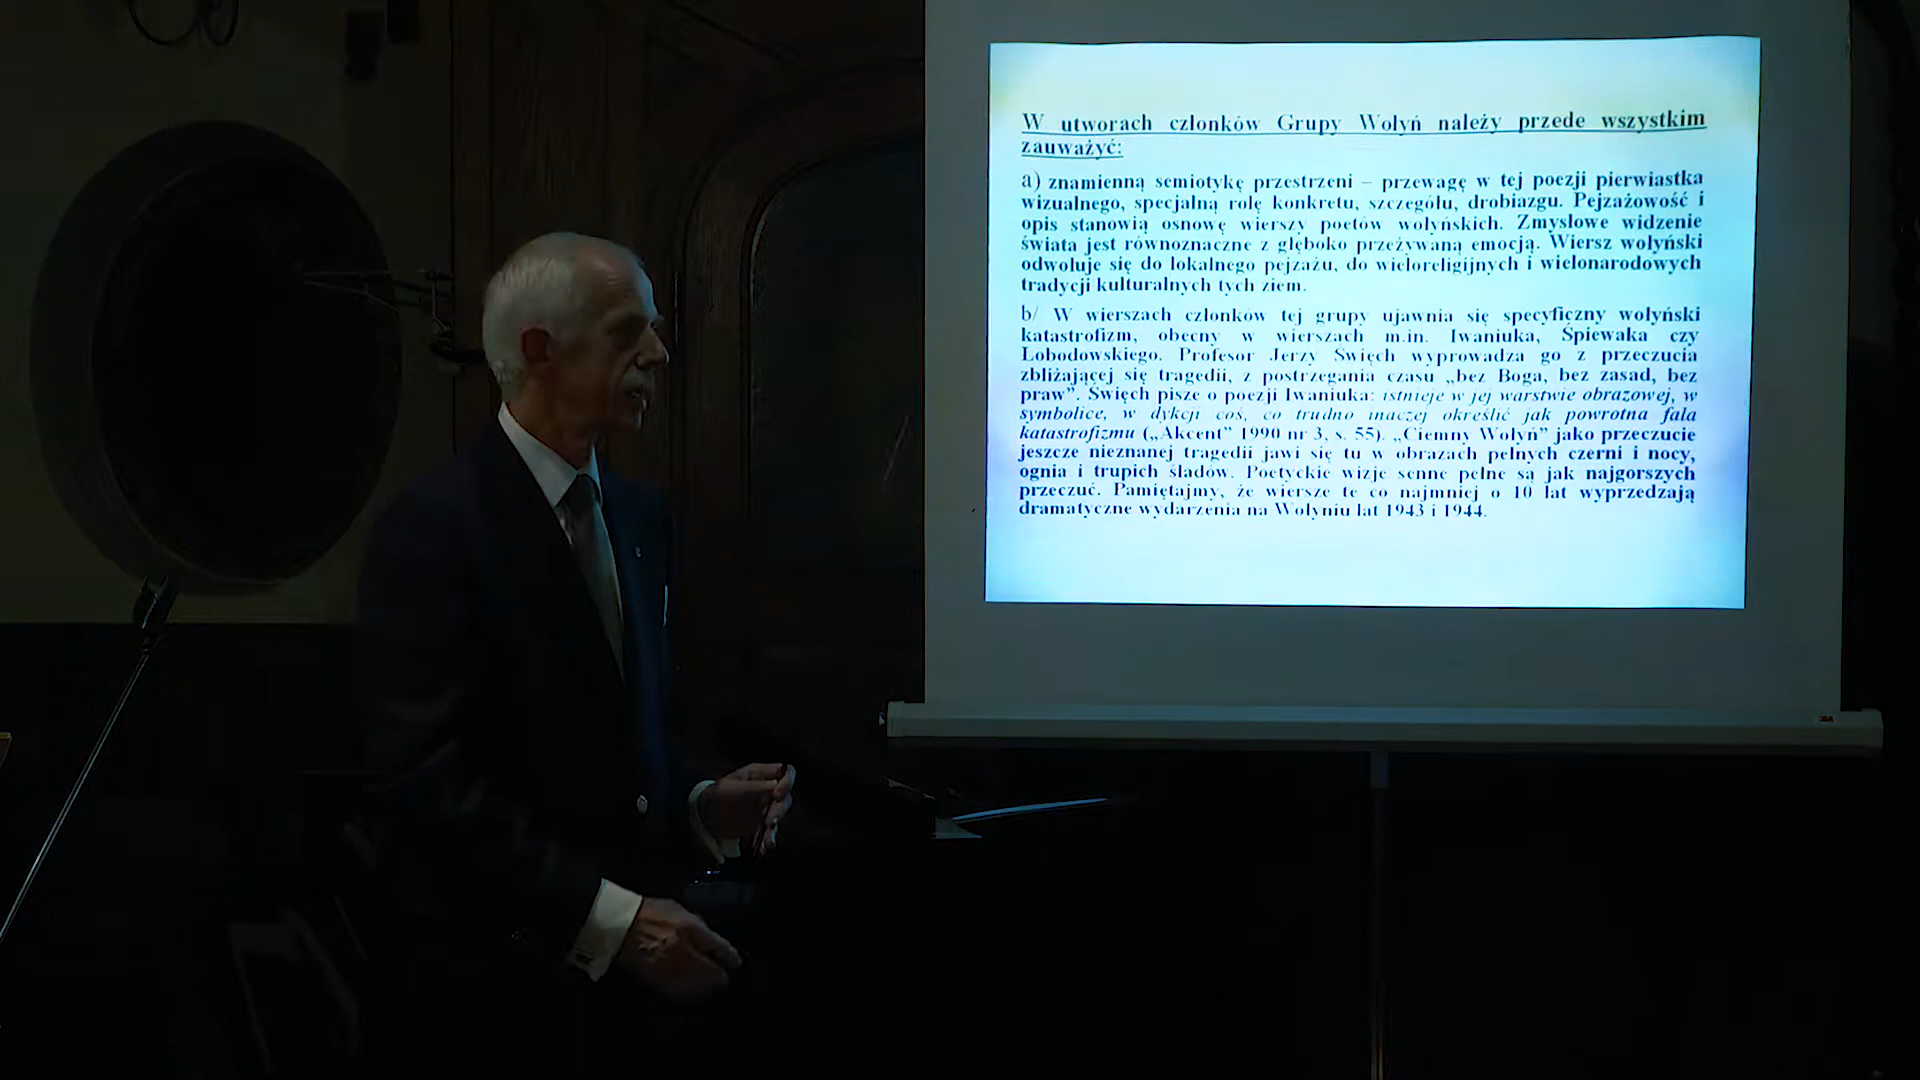 W utworach członków Grupy Wołyń należy przede wszystkim
zauważyć:
a) znamienną semiotykę przestrzeni – przewagę w tej poezji pierwiastka
wizualnego, specjalną rolę konkretu, szczegółu, drobiazgu. Pejzażowość i
opis stanowią osnowę wierszy poetów wołyńskich. Zmysłowe widzenie
świata jest równoznaczne z głęboko przeżywaną emocją. Wiersz wołyński
odwołuje się do lokalnego pejzażu, do wieloreligijnych i wielonarodowych
tradycji kulturalnych tych ziem.
b/ W wierszach członków tej grupy ujawnia się specyficzny wołyński
katastrofizm, obecny w wierszach m.in. Iwaniuka, Śpiewaka czy
Łobodowskiego. Profesor Jerzy Święch wyprowadza go z przeczucia
zbliżającej się tragedii, z postrzegania czasu „bez Boga, bez zasad, bez
praw”. Święch pisze o poezji Iwaniuka: istnieje w jej warstwie obrazowej, w
symbolice, w dykcji coś, co trudno inaczej określić jak powrotna fala
katastrofizmu („Akcent” 1990 nr 3, s. 55). „Ciemny Wołyń” jako przeczucie
jeszcze nieznanej tragedii jawi się tu w obrazach pełnych czerni i nocy,
ognia i trupich śladów. Poetyckie wizje senne pełne są jak najgorszych
przeczuć. Pamiętajmy, że wiersze te co najmniej o 10 lat wyprzedzają
dramatyczne wydarzenia na Wołyniu lat 1943 i 1944.